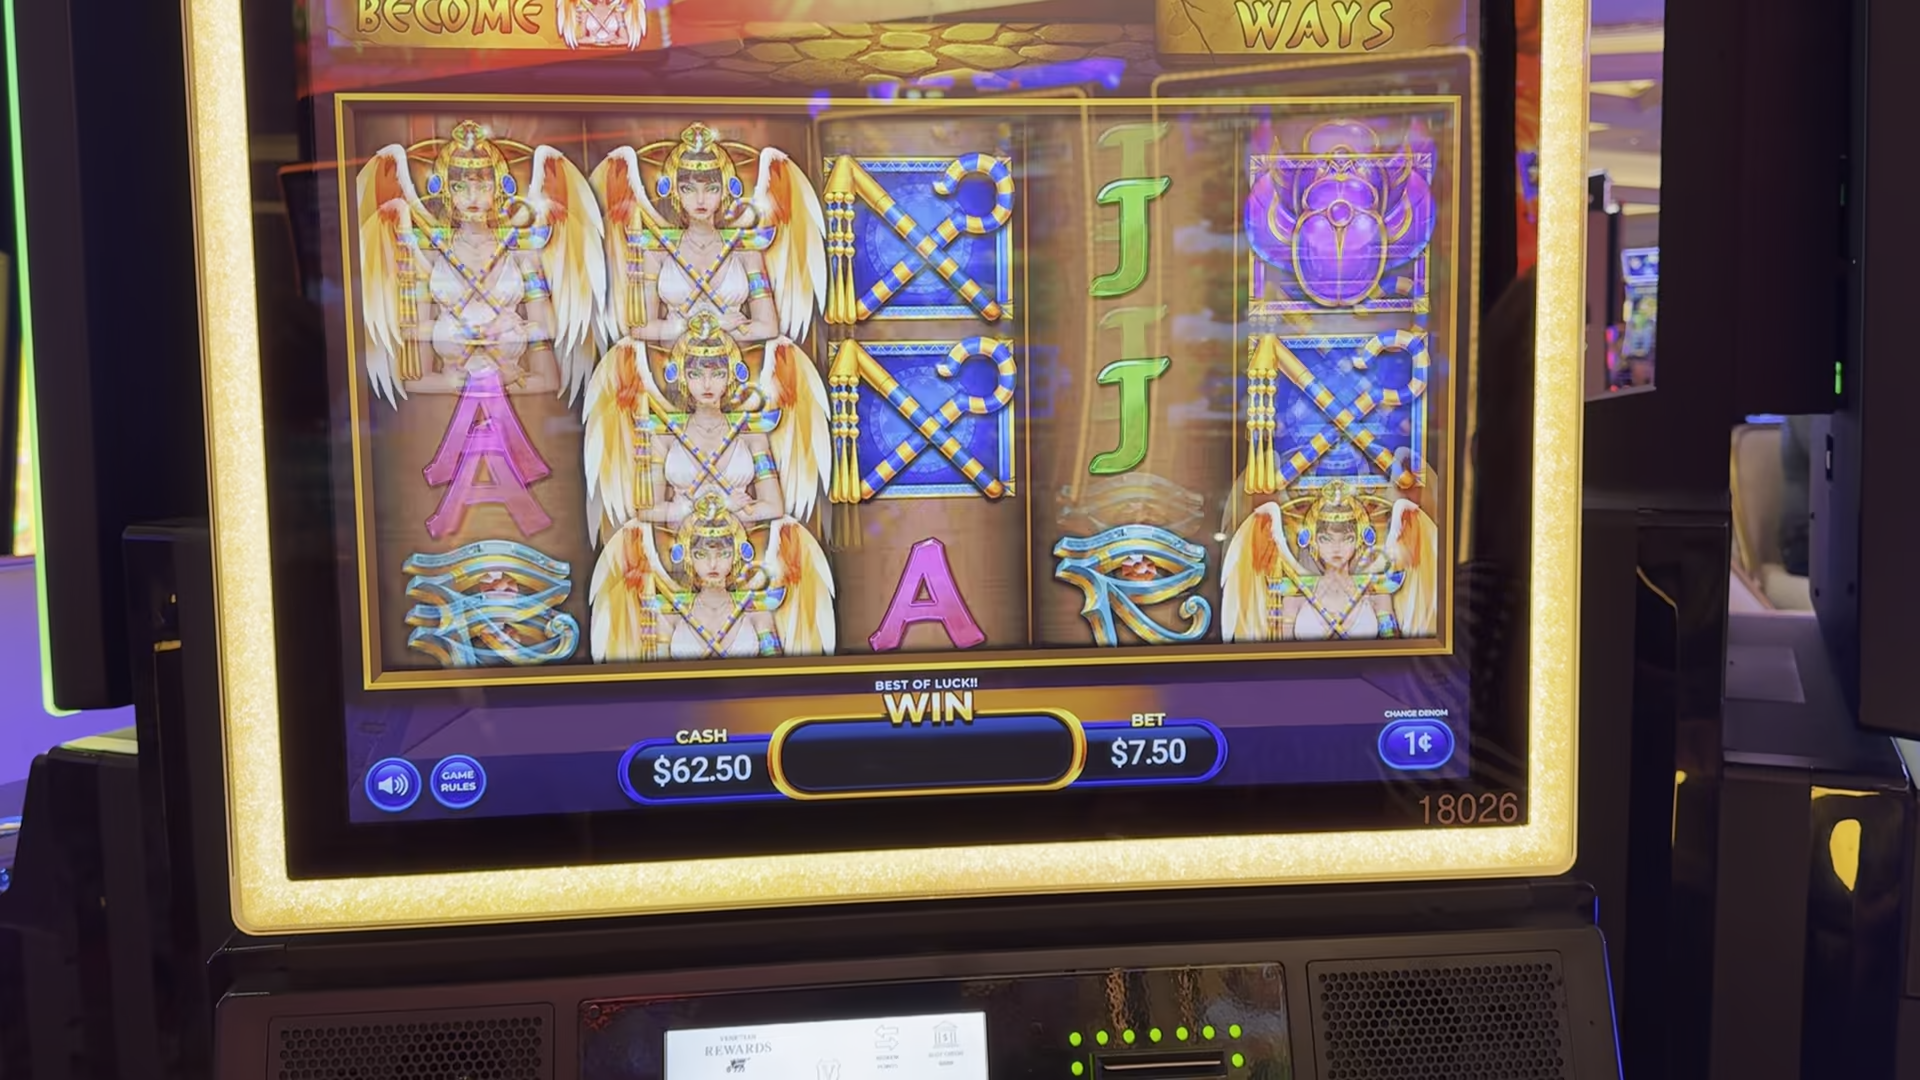 BECOME
WAYS
A
A
J
J
A
BEST OF LUCK!!
WIN
CASH
$62.50
BET
$7.50
CHANGE DENOM
1¢
GAME
RULES
18026
REWARDS